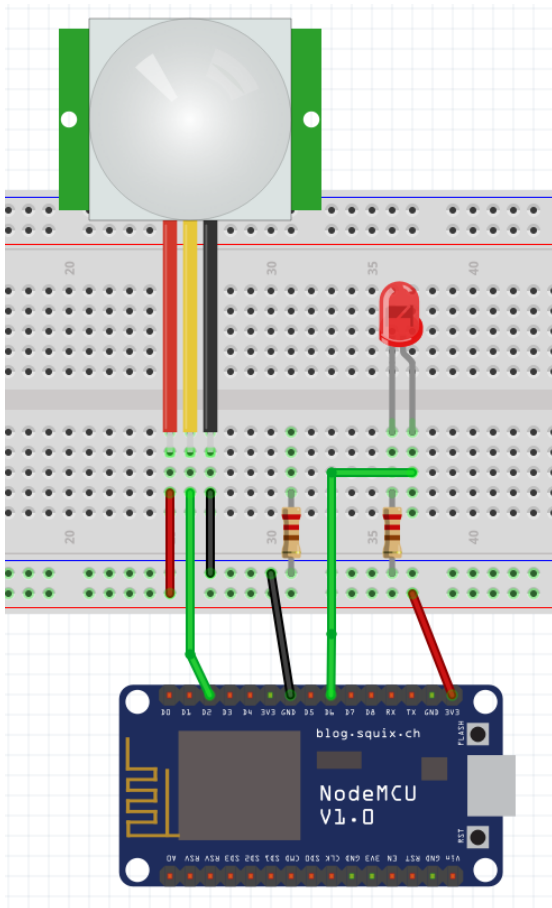 20 30 35 40
20 30 35 40
D0 D1 D2 D3 D4 3V3 GND D5 D6 D7 D8 RX TX GND 3V3
blog.squix.ch
FLASH
NodeMCU
V1.0
RST
A0 RSV RSV SD3 SD2 SD1 CMD SD0 CLK GND 3V3 EN RST GND Vin